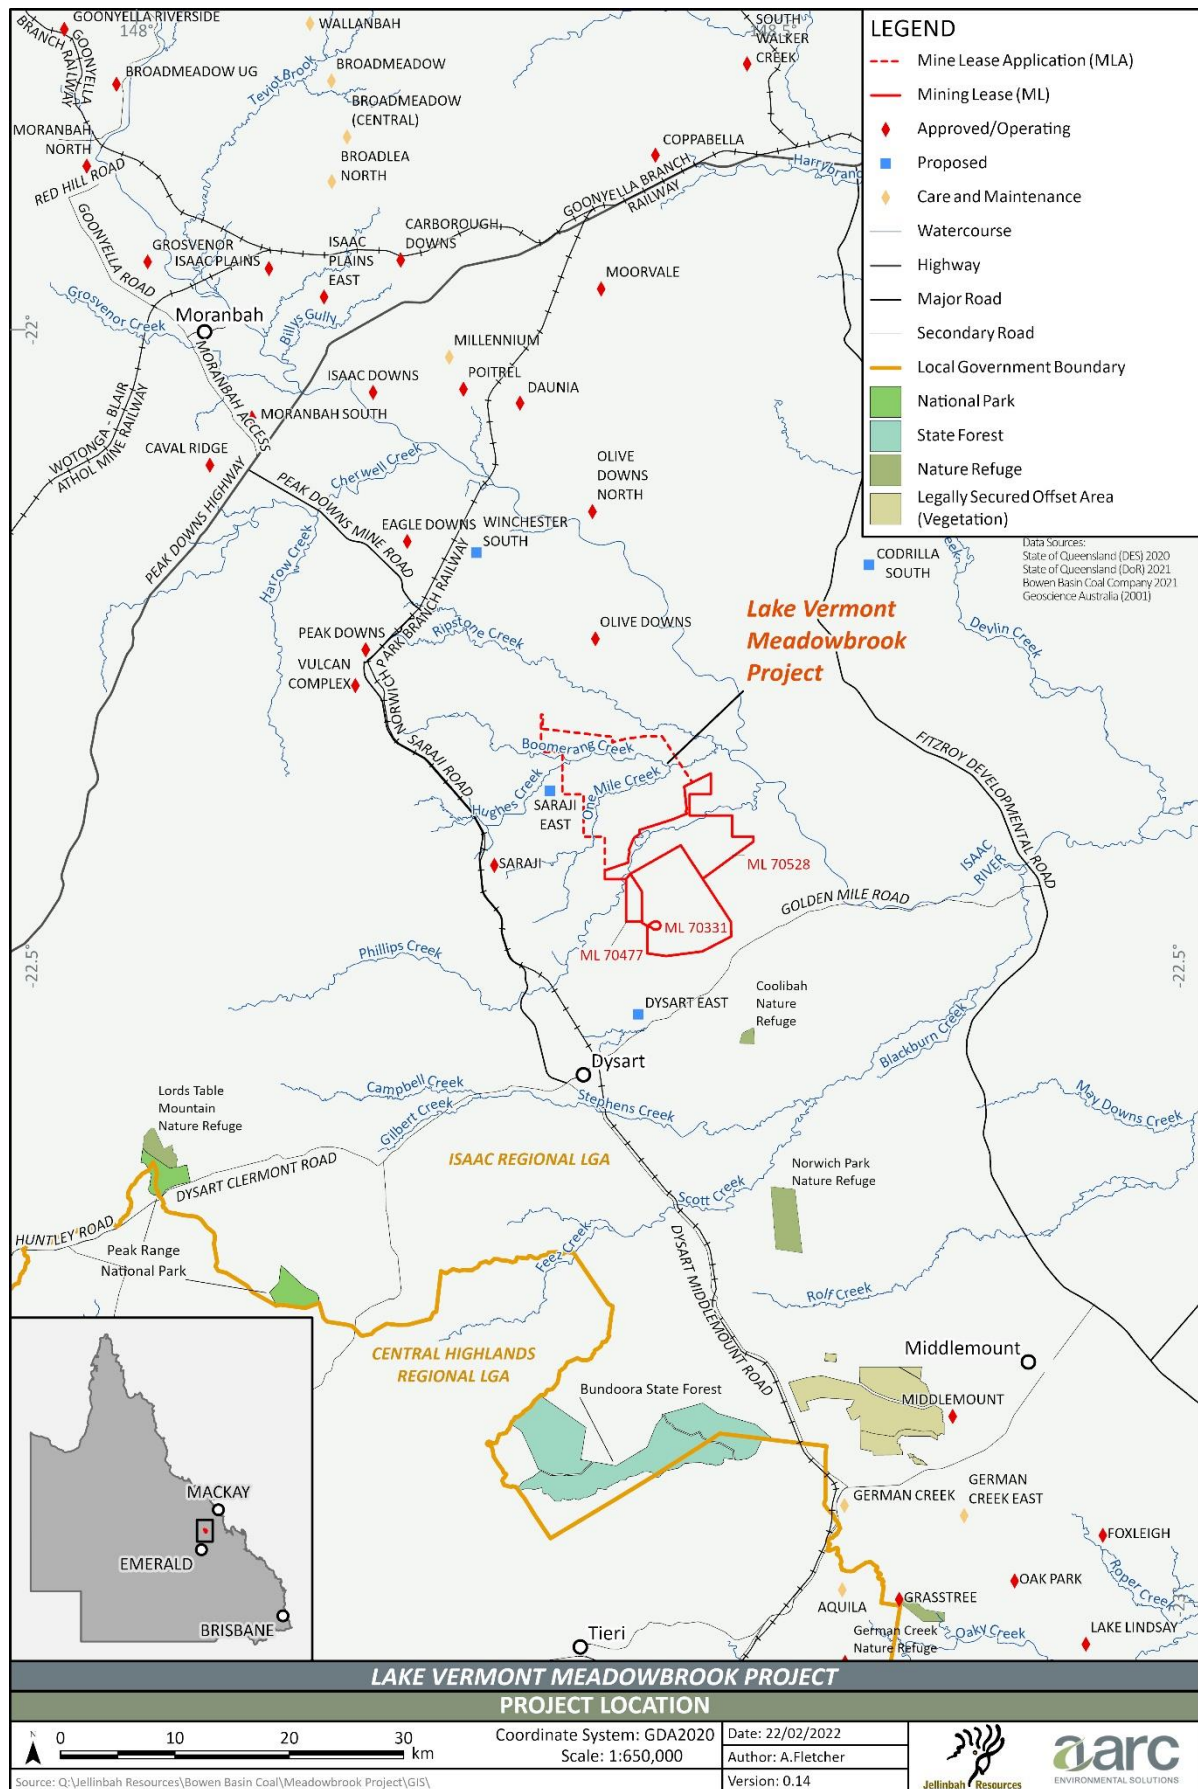 GOONYELLA RIVERSIDE
148°
GOONYELLA
BRANCH RAILWAY
WALLANBAH
BROADMEADOW UG
Teviot Brook
BROADMEADOW
BROADMEADOW
(CENTRAL)
MORANBAH
NORTH
BROADLEA
NORTH
RED HILL ROAD
GOONYELLA ROAD
SOUTH
WALKER
CREEK
148.5°
COPPABELLA
GOONYELLA BRANCH
RAILWAY
CARBOROUGH
DOWNS
GROSVENOR
ISAAC PLAINS
ISAAC
PLAINS
EAST
MOORVALE
Grosvenor Creek
Moranbah
Billys Gully
-22°
MORANBAH ACCESS
MILLENNIUM
POITREL
DAUNIA
ISAAC DOWNS
MORANBAH SOUTH
WOTONGA - BLAIR
ATHOL MINE RAILWAY
CAVAL RIDGE
PEAK DOWNS HIGHWAY
Cherwell Creek
PEAK DOWNS MINE ROAD
Harrow Creek
EAGLE DOWNS
WINCHESTER
SOUTH
OLIVE
DOWNS
NORTH
CODRILLA
SOUTH
Devlin Creek
LEGEND
Mine Lease Application (MLA)
Mining Lease (ML)
Approved/Operating
Proposed
Care and Maintenance
Watercourse
Highway
Major Road
Secondary Road
Local Government Boundary
National Park
State Forest
Nature Refuge
Legally Secured Offset Area
(Vegetation)
Data Sources:
State of Queensland (DES) 2020
State of Queensland (DoR) 2021
Bowen Basin Coal Company 2021
Geoscience Australia (2001)
Lake Vermont
Meadowbrook
Project
PEAK DOWNS
VULCAN
COMPLEX
NORWICH PARK BRANCH RAILWAY
Ripstone Creek
OLIVE DOWNS
SARAJI ROAD
Boomerang Creek
Hughes Creek
One Mile Creek
SARAJI
EAST
SARAJI
FITZROY DEVELOPMENTAL ROAD
ML 70528
ISAAC
RIVER
GOLDEN MILE ROAD
ML 70331
ML 70477
-22.5°
-22.5°
Phillips Creek
DYSART EAST
Coolibah
Nature
Refuge
Dysart
Blackburn Creek
Campbell Creek
Gilbert Creek
Stephens Creek
May Downs Creek
Lords Table
Mountain
Nature Refuge
DYSART CLERMONT ROAD
ISAAC REGIONAL LGA
Norwich Park
Nature Refuge
Scott Creek
HUNTLEY ROAD
Peak Range
National Park
Feez Creek
DYSART MIDDLEMOUNT ROAD
Rolf Creek
CENTRAL HIGHLANDS
REGIONAL LGA
Middlemount
Bundoora State Forest
MIDDLEMOUNT
GERMAN CREEK
GERMAN
CREEK EAST
FOXLEIGH
Roper Creek
OAK PARK
AQUILA
GRASSTREE
German Creek
Nature Refuge
Oaky Creek
LAKE LINDSAY
Tieri
MACKAY
EMERALD
BRISBANE
LAKE VERMONT MEADOWBROOK PROJECT
PROJECT LOCATION
N
0 10 20 30
km
Coordinate System: GDA2020
Scale: 1:650,000
Date: 22/02/2022
Author: A.Fletcher
Version: 0.14
Source: Q:\Jellinbah Resources\Bowen Basin Coal\Meadowbrook Project\GIS\
Jellinbah Resources
aarc
ENVIRONMENTAL SOLUTIONS